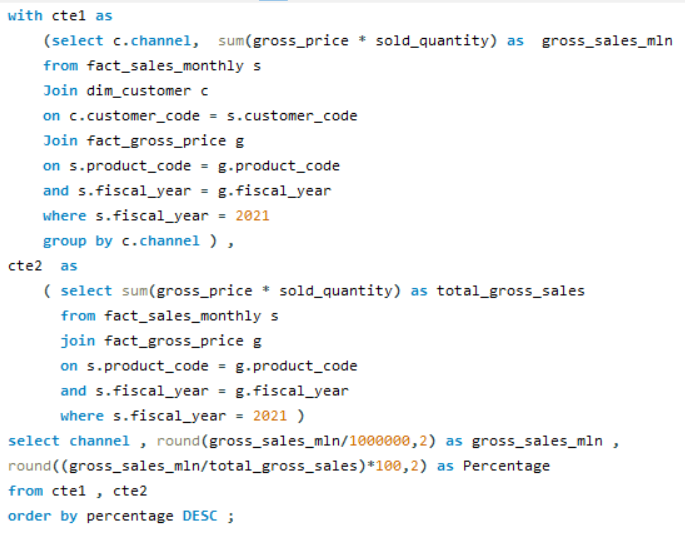 with cte1 as
(select c.channel, sum(gross_price * sold_quantity) as gross_sales_mln
from fact_sales_monthly s
Join dim_customer c
on c.customer_code = s.customer_code
Join fact_gross_price g
on s.product_code = g.product_code
and s.fiscal_year = g.fiscal_year
where s.fiscal_year = 2021
group by c.channel ) ,
cte2 as
( select sum(gross_price * sold_quantity) as total_gross_sales
from fact_sales_monthly s
join fact_gross_price g
on s.product_code = g.product_code
and s.fiscal_year = g.fiscal_year
where s.fiscal_year = 2021 )
select channel , round(gross_sales_mln/1000000,2) as gross_sales_mln ,
round((gross_sales_mln/total_gross_sales)*100,2) as Percentage
from cte1 , cte2
order by percentage DESC ;